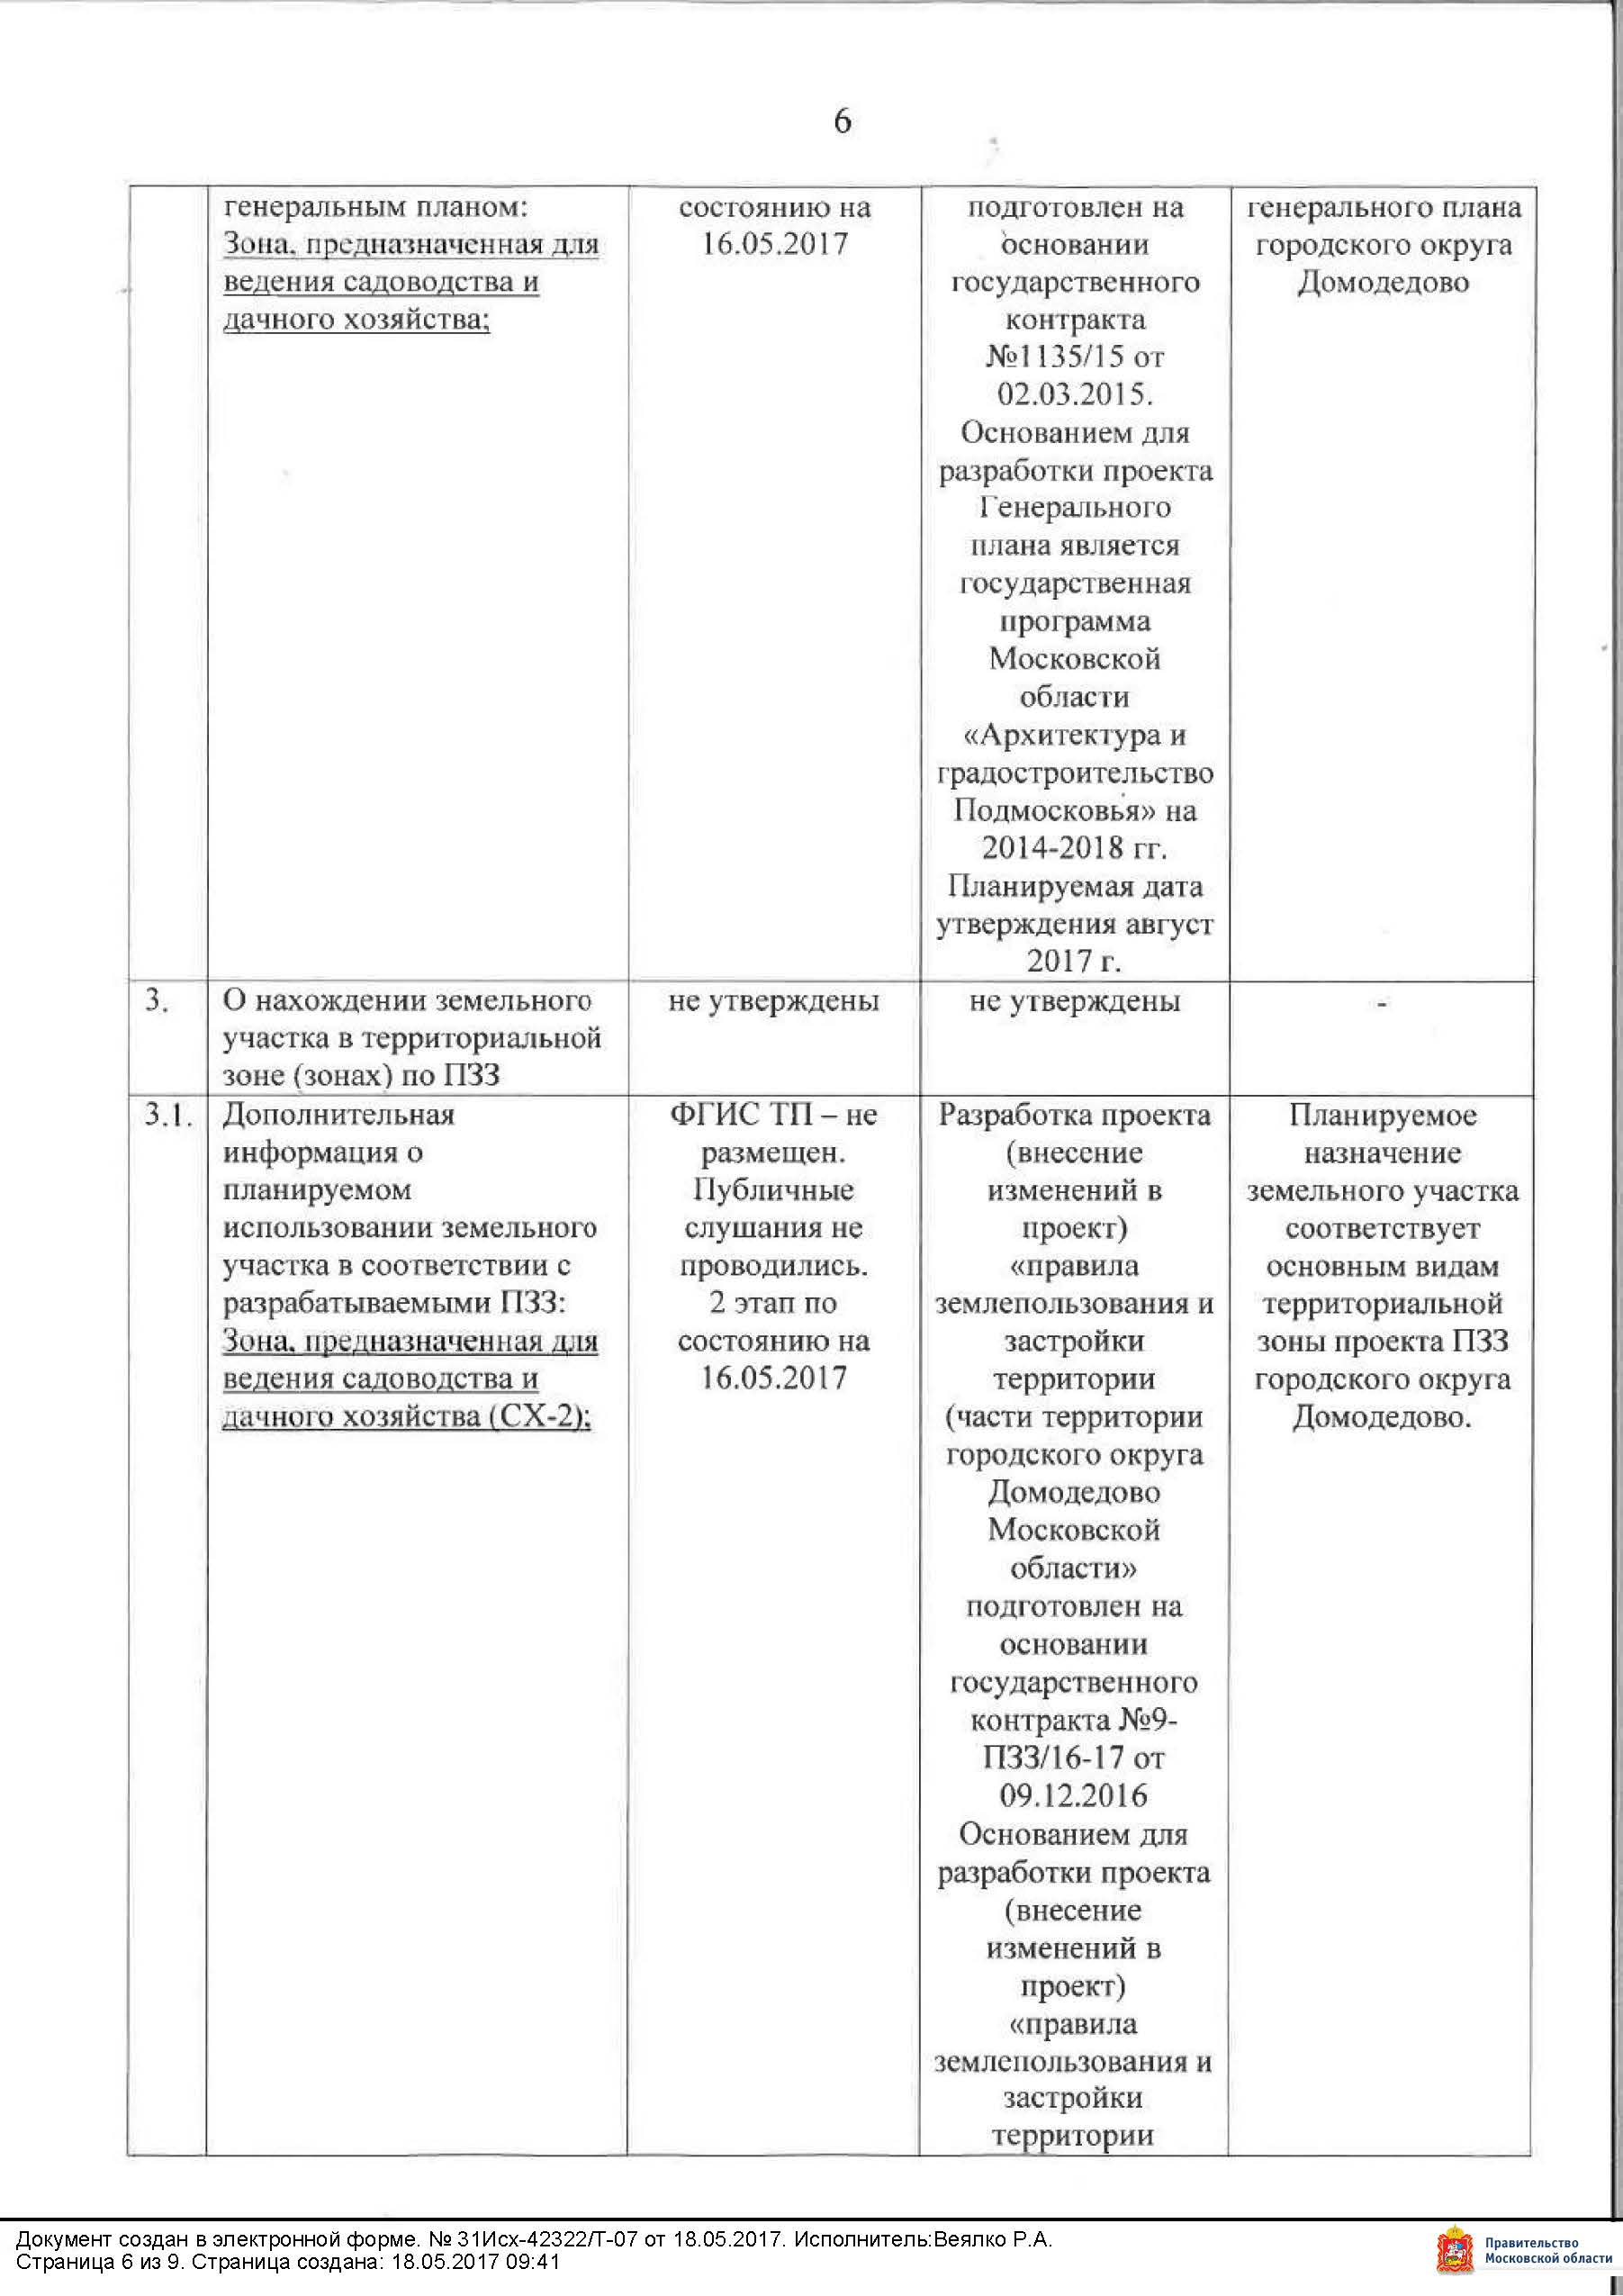 6
генеральным планом:
Зона, предназначенная для
ведения садоводства и
дачного хозяйства;
состоянию на
16.05.2017
подготовлен на
основании
государственного
контракта
№1135/15 от
02.03.2015.
Основанием для
разработки проекта
Генерального
плана является
государственная
программа
Московской
области
«Архитектура и
градостроительство
Подмосковья» на
2014-2018 гг.
Планируемая дата
утверждения август
2017 г.
генерального плана
городского округа
Домодедово
3.
О нахождении земельного
участка в территориальной
зоне (зонах) по ПЗЗ
не утверждены
не утверждены
-
3.1.
Дополнительная
информация о
планируемом
использовании земельного
участка в соответствии с
разрабатываемыми ПЗЗ:
Зона, предназначенная для
ведения садоводства и
дачного хозяйства (СХ-2);
ФГИС ТП – не
размещен.
Публичные
слушания не
проводились.
2 этап по
состоянию на
16.05.2017
Разработка проекта
(внесение
изменений в
проект)
«правила
землепользования и
застройки
территории
(части территории
городского округа
Домодедово
Московской
области»
подготовлен на
основании
государственного
контракта №9-
ПЗЗ/16-17 от
09.12.2016
Основанием для
разработки проекта
(внесение
изменений в
проект)
«правила
землепользования и
застройки
территории
Планируемое
назначение
земельного участка
соответствует
основным видам
территориальной
зоны проекта ПЗЗ
городского округа
Домодедово.
Документ создан в электронной форме. № 31Исх-42322/Т-07 от 18.05.2017. Исполнитель:Веялко Р.А.
Страница 6 из 9. Страница создана: 18.05.2017 09:41
Правительство
Московской области